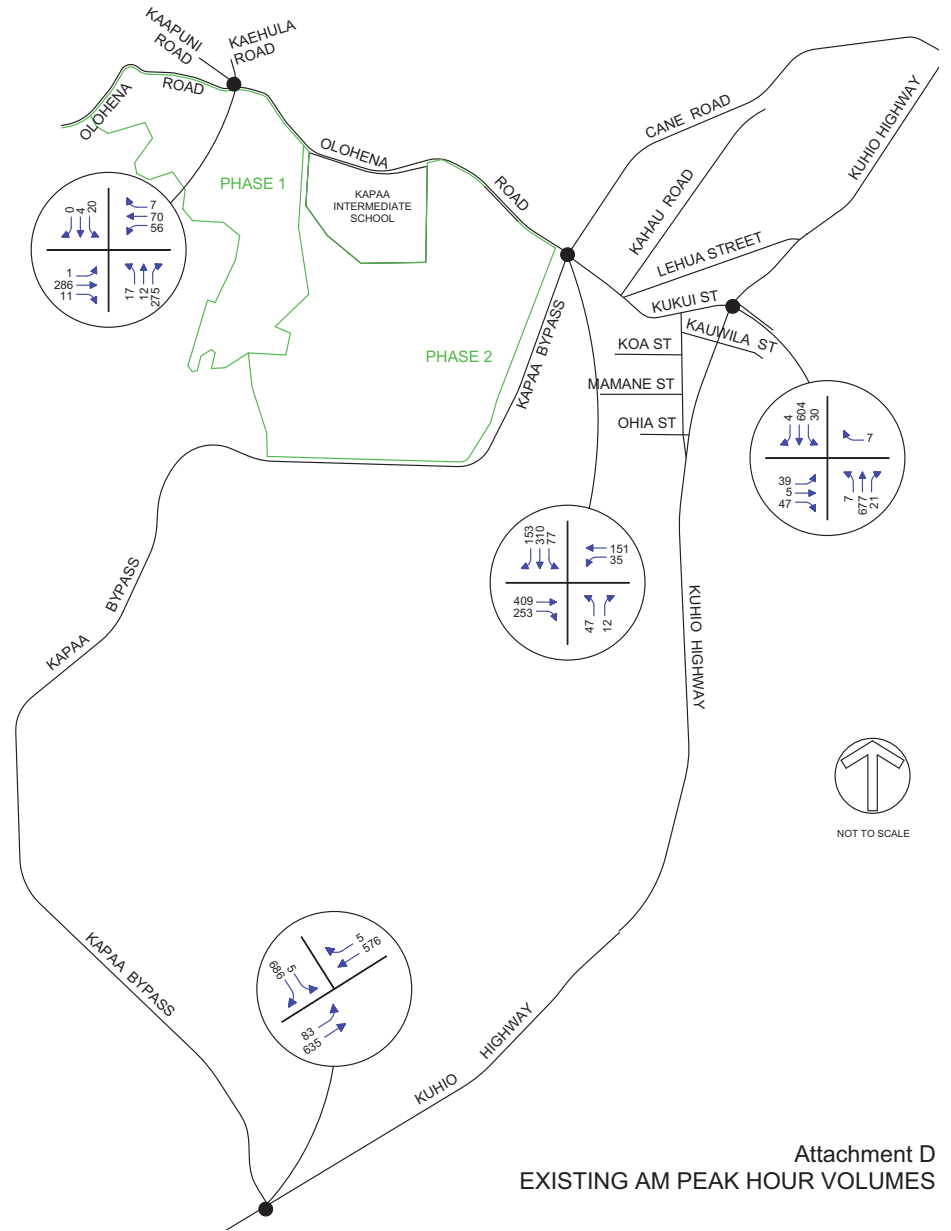 KAAPUNI
ROAD
KAEHULA
ROAD
OLOHENA
ROAD
OLOHENA
ROAD
CANE ROAD
KUHIO HIGHWAY
KAHAU ROAD
LEHUA STREET
PHASE 1
KAPAA
INTERMEDIATE
SCHOOL
0
4
20
7
70
56
1
286
11
17
12
275
KUKUI ST
KAUWILA ST
KOA ST
MAMANE ST
OHIA ST
PHASE 2
KAPAA BYPASS
4
604
30
7
39
5
47
7
677
21
153
310
77
151
35
409
253
47
12
KAPAA
BYPASS
KUHIO HIGHWAY
NOT TO SCALE
KAPAA BYPASS
686
5
5
576
83
635
KUHIO
HIGHWAY
Attachment D
EXISTING AM PEAK HOUR VOLUMES